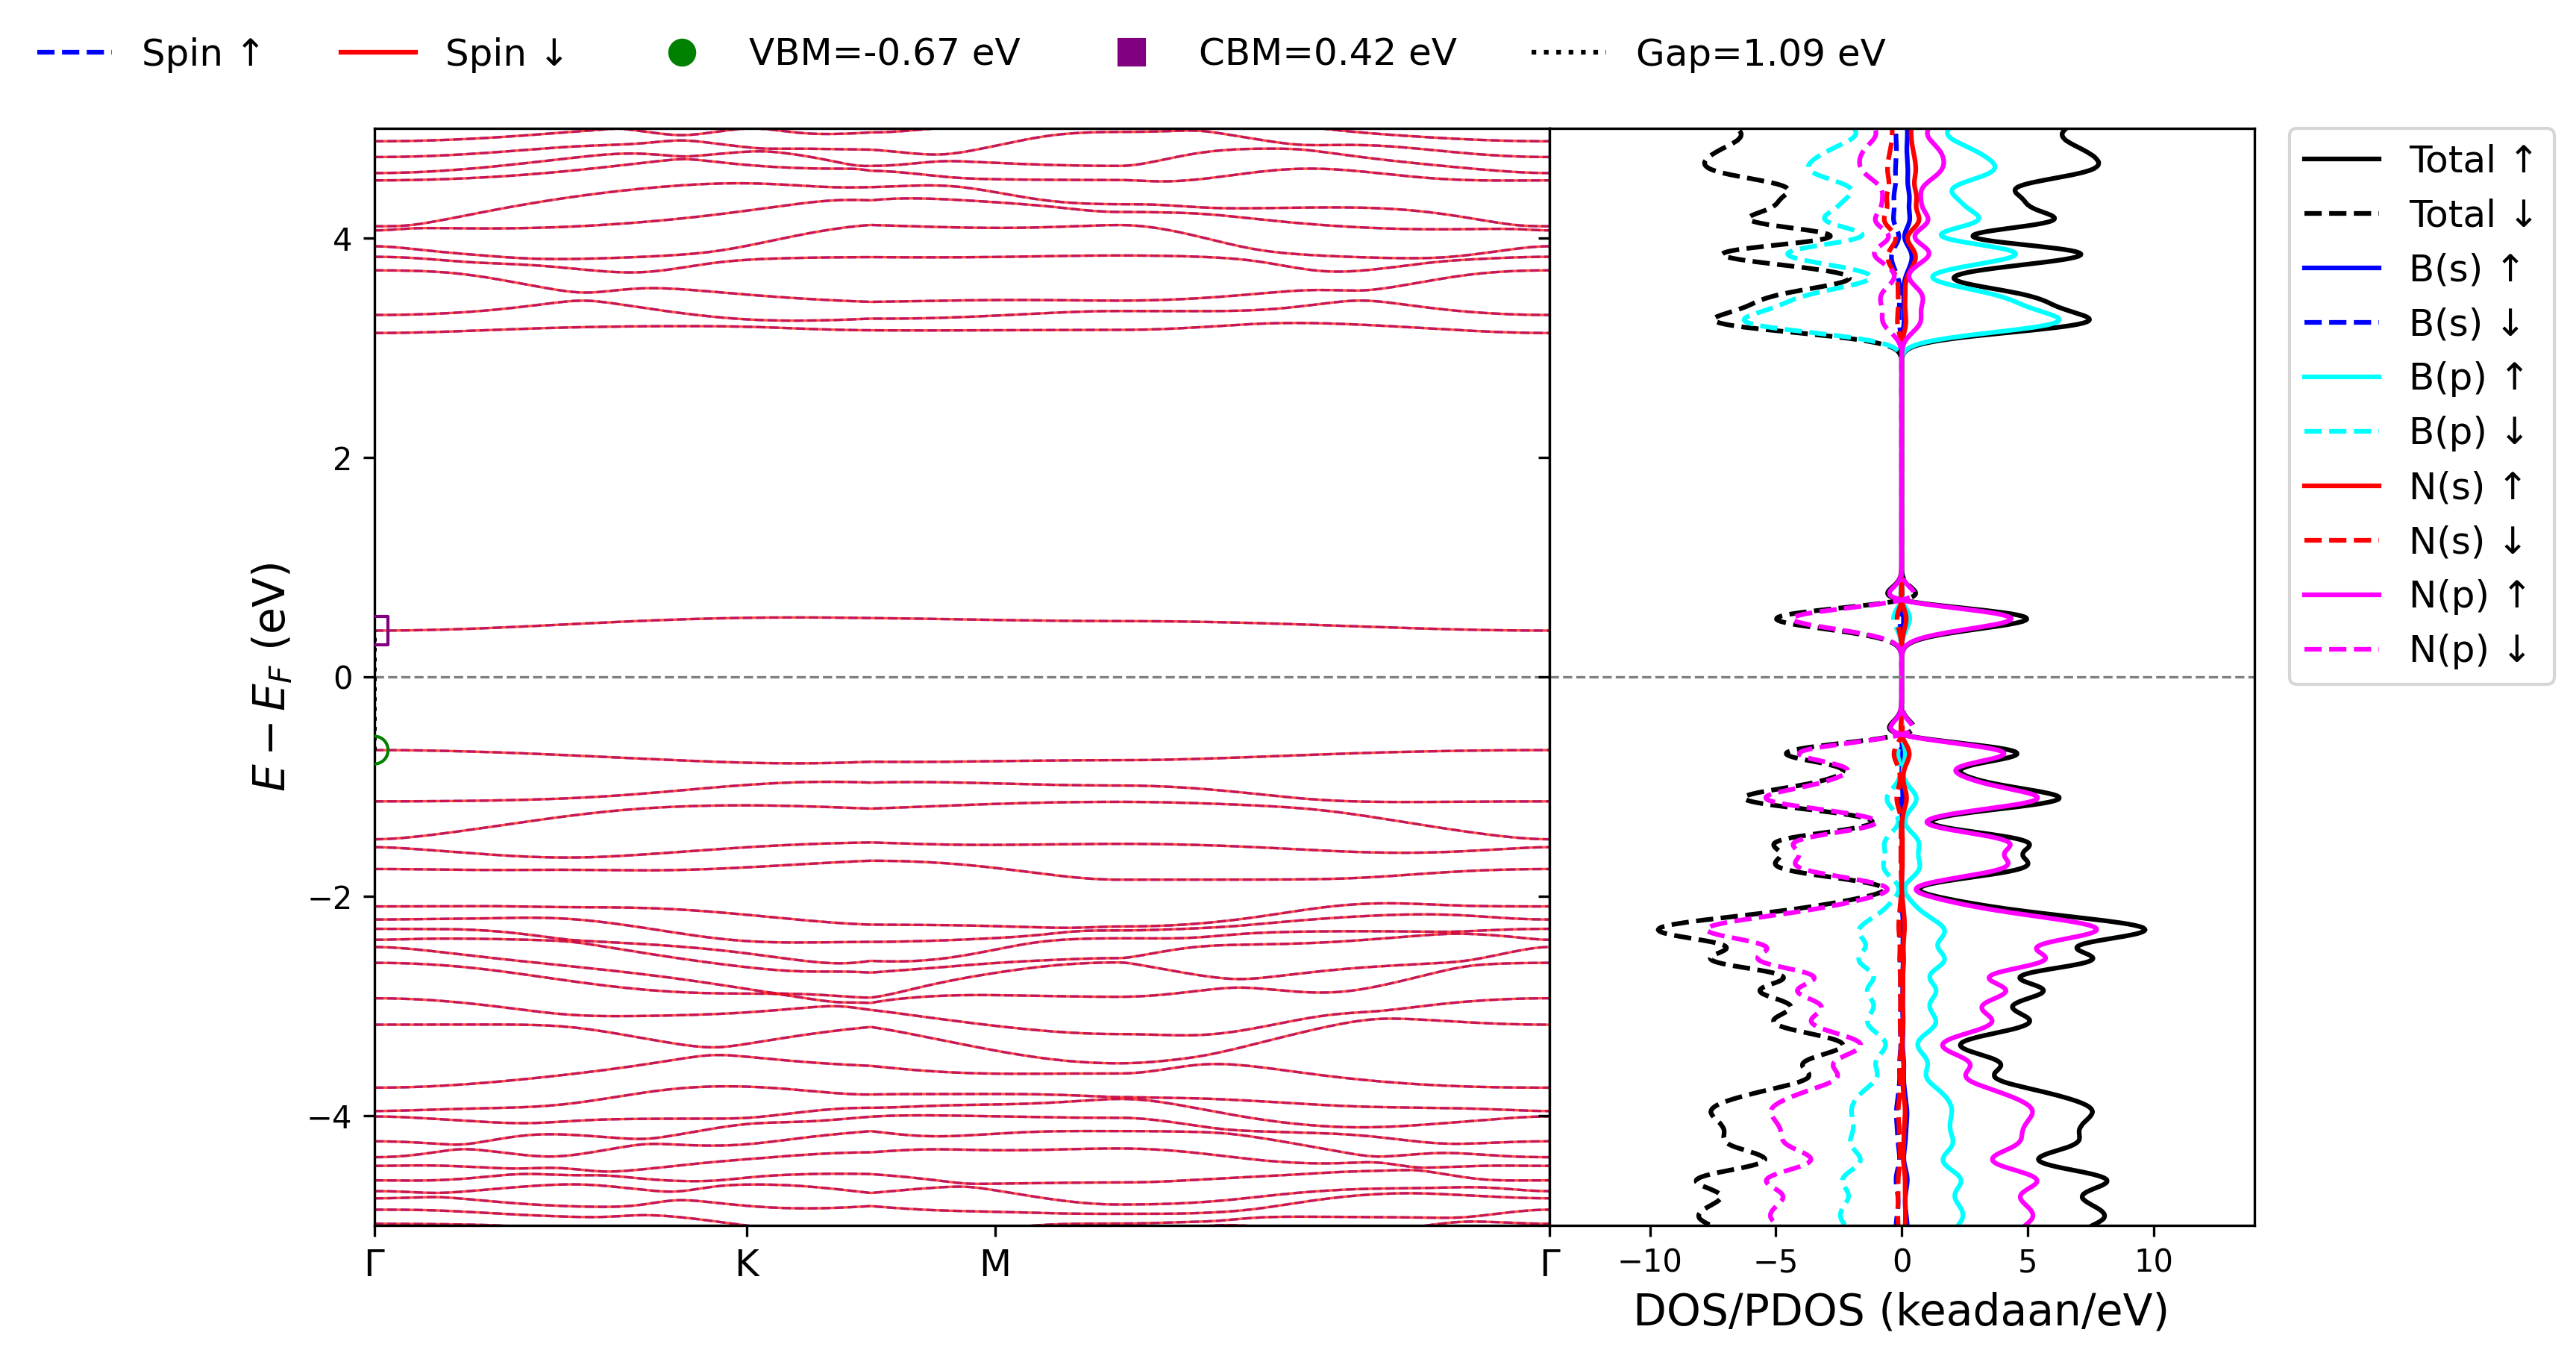 Spin ↑ Spin ↓ VBM=-0.67 eV CBM=0.42 eV Gap=1.09 eV
E − E_F (eV)
4
2
0
−2
−4
Γ K M Γ
−10 −5 0 5 10
DOS/PDOS (keadaan/eV)
Total ↑
Total ↓
B(s) ↑
B(s) ↓
B(p) ↑
B(p) ↓
N(s) ↑
N(s) ↓
N(p) ↑
N(p) ↓